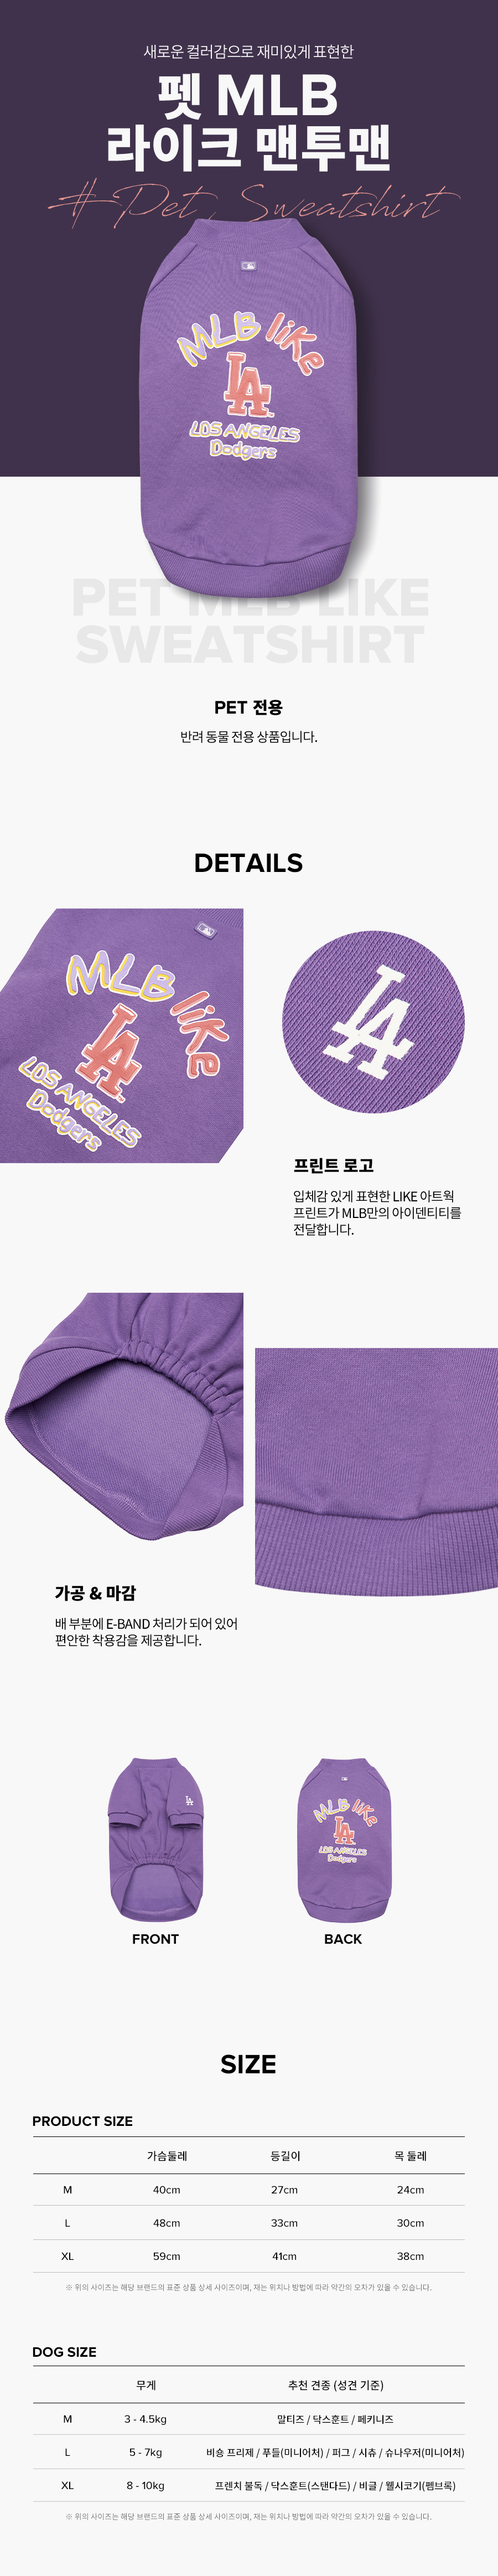 새로운 컬러감으로 재미있게 표현한
펫 MLB
라이크 맨투맨
#Pet Sweatshirt
MLB like
LA
LOS ANGELES
Dodgers
PET MLB LIKE
SWEATSHIRT
PET 전용
반려 동물 전용 상품입니다.
DETAILS
MLB like
LA
LOS ANGELES
Dodgers
LA
프린트 로고
입체감 있게 표현한 LIKE 아트웍
프린트가 MLB만의 아이덴티티를
전달합니다.
가공 & 마감
배 부분에 E-BAND 처리가 되어 있어
편안한 착용감을 제공합니다.
LA
MLB like
LA
LOS ANGELES
Dodgers
FRONT BACK
SIZE
PRODUCT SIZE
가슴둘레 등길이 목 둘레
M 40cm 27cm 24cm
L 48cm 33cm 30cm
XL 59cm 41cm 38cm
※ 위의 사이즈는 해당 브랜드의 표준 상품 상세 사이즈이며, 재는 위치나 방법에 따라 약간의 오차가 있을 수 있습니다.
DOG SIZE
무게 추천 견종 (성견 기준)
M 3 - 4.5kg 말티즈 / 닥스훈트 / 페키니즈
L 5 - 7kg 비숑 프리제 / 푸들(미니어처) / 퍼그 / 시츄 / 슈나우저(미니어처)
XL 8 - 10kg 프렌치 불독 / 닥스훈트(스탠다드) / 비글 / 웰시코기(펨브록)
※ 위의 사이즈는 해당 브랜드의 표준 상품 상세 사이즈이며, 재는 위치나 방법에 따라 약간의 오차가 있을 수 있습니다.